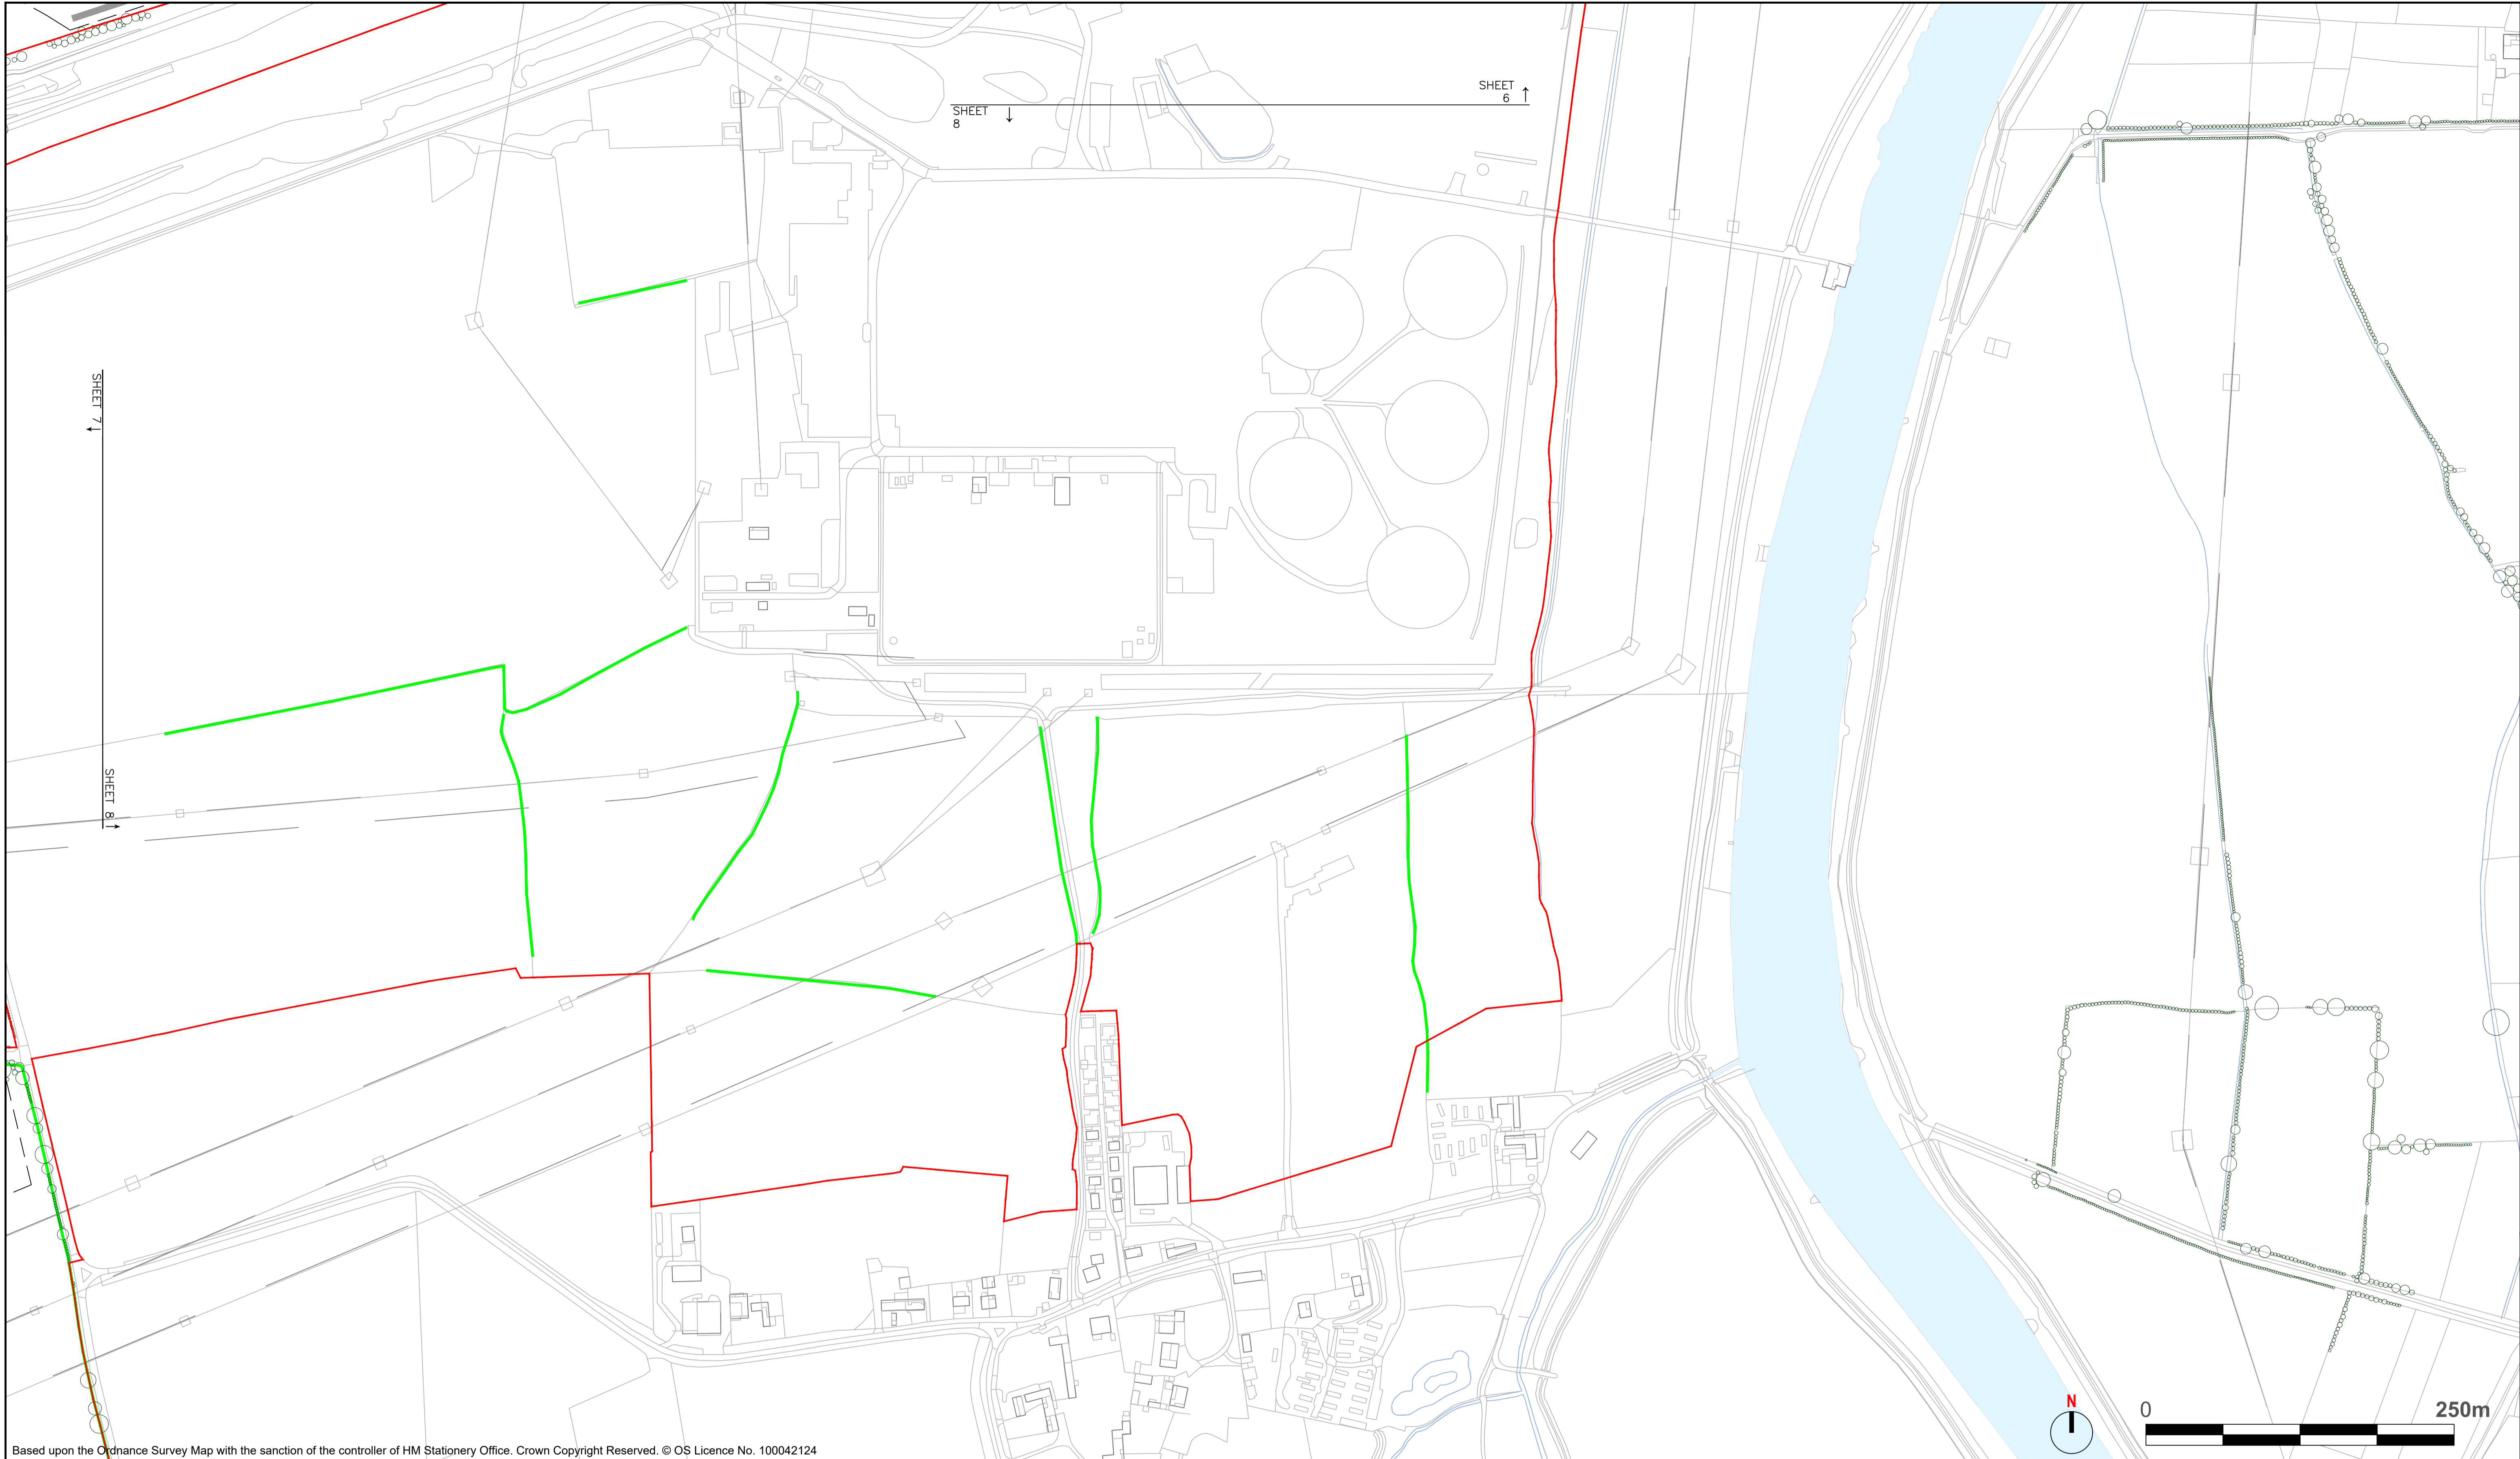 SHEET
6
SHEET
8
SHEET 7
SHEET 8
N
0
250m
Based upon the Ordnance Survey Map with the sanction of the controller of HM Stationery Office. Crown Copyright Reserved. © OS Licence No. 100042124